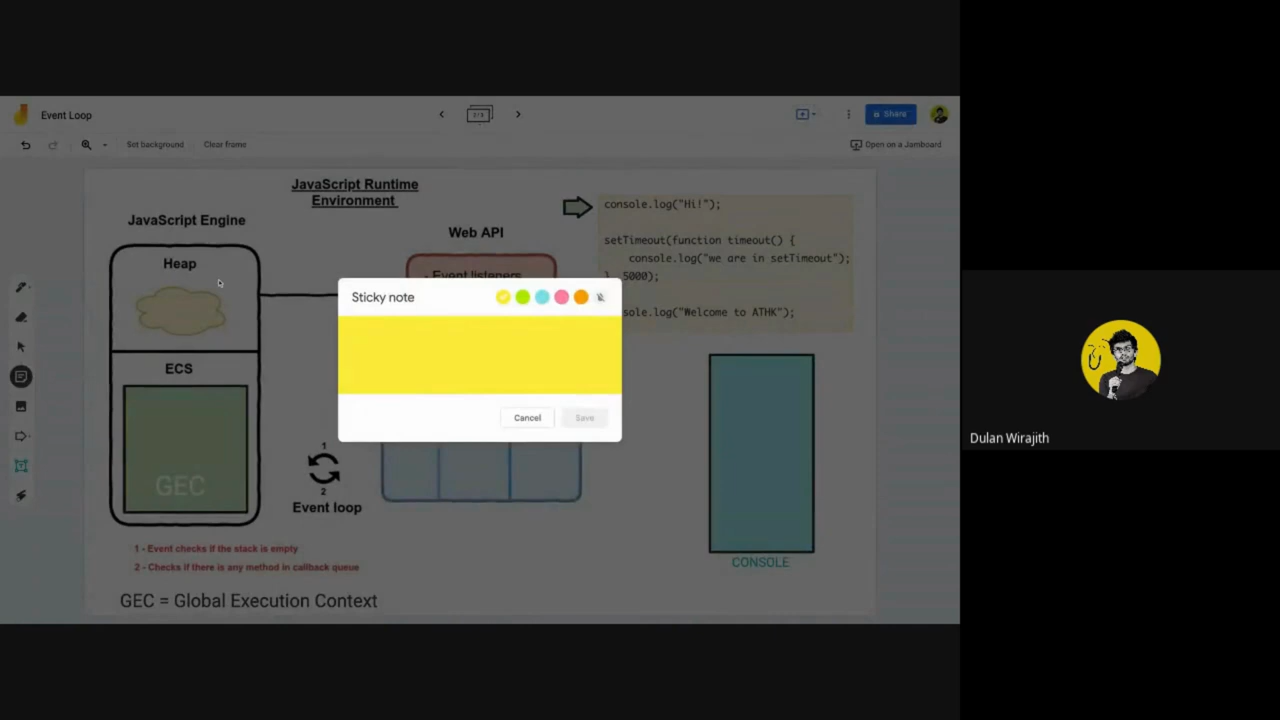 Event Loop
Share
Set background
Clear frame
Open on a Jamboard
JavaScript Runtime
Environment
JavaScript Engine
Heap
ECS
GEC
Web API
- Event listeners
console.log("Hi!");
setTimeout(function timeout() {
console.log("we are in setTimeout");
}, 5000);
sole.log("Welcome to ATHK");
Sticky note
Cancel
Save
1
2
Event loop
1 - Event checks if the stack is empty
2 - Checks if there is any method in callback queue
GEC = Global Execution Context
CONSOLE
Dulan Wirajith